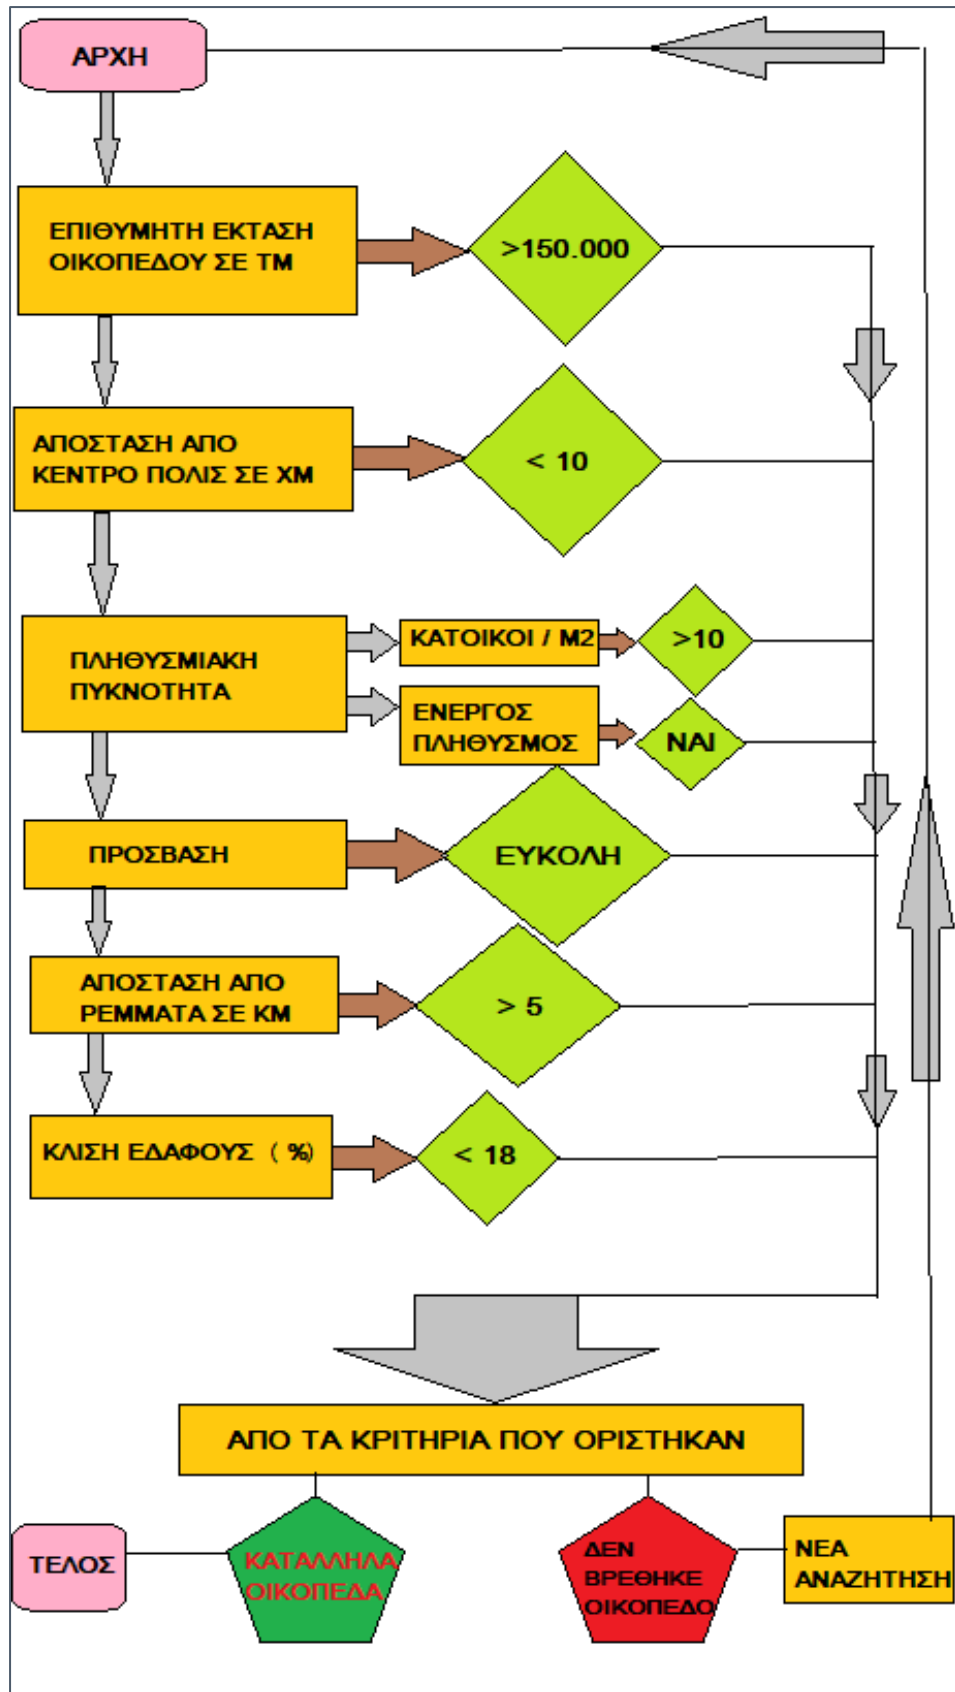 ΑΡΧΗ
ΕΠΙΘΥΜΗΤΗ ΕΚΤΑΣΗ
ΟΙΚΟΠΕΔΟΥ ΣΕ ΤΜ
>150.000
ΑΠΟΣΤΑΣΗ ΑΠΟ
ΚΕΝΤΡΟ ΠΟΛΙΣ ΣΕ ΧΜ
< 10
ΠΛΗΘΥΣΜΙΑΚΗ
ΠΥΚΝΟΤΗΤΑ
ΚΑΤΟΙΚΟΙ / Μ2
>10
ΕΝΕΡΓΟΣ
ΠΛΗΘΥΣΜΟΣ
ΝΑΙ
ΠΡΟΣΒΑΣΗ
ΕΥΚΟΛΗ
ΑΠΟΣΤΑΣΗ ΑΠΟ
ΡΕΜΜΑΤΑ ΣΕ ΚΜ
> 5
ΚΛΙΣΗ ΕΔΑΦΟΥΣ ( %)
< 18
ΑΠΟ ΤΑ ΚΡΙΤΗΡΙΑ ΠΟΥ ΟΡΙΣΤΗΚΑΝ
ΤΕΛΟΣ
ΚΑΤΑΛΛΗΛΑ
ΟΙΚΟΠΕΔΑ
ΔΕΝ
ΒΡΕΘΗΚΕ
ΟΙΚΟΠΕΔΟ
ΝΕΑ
ΑΝΑΖΗΤΗΣΗ